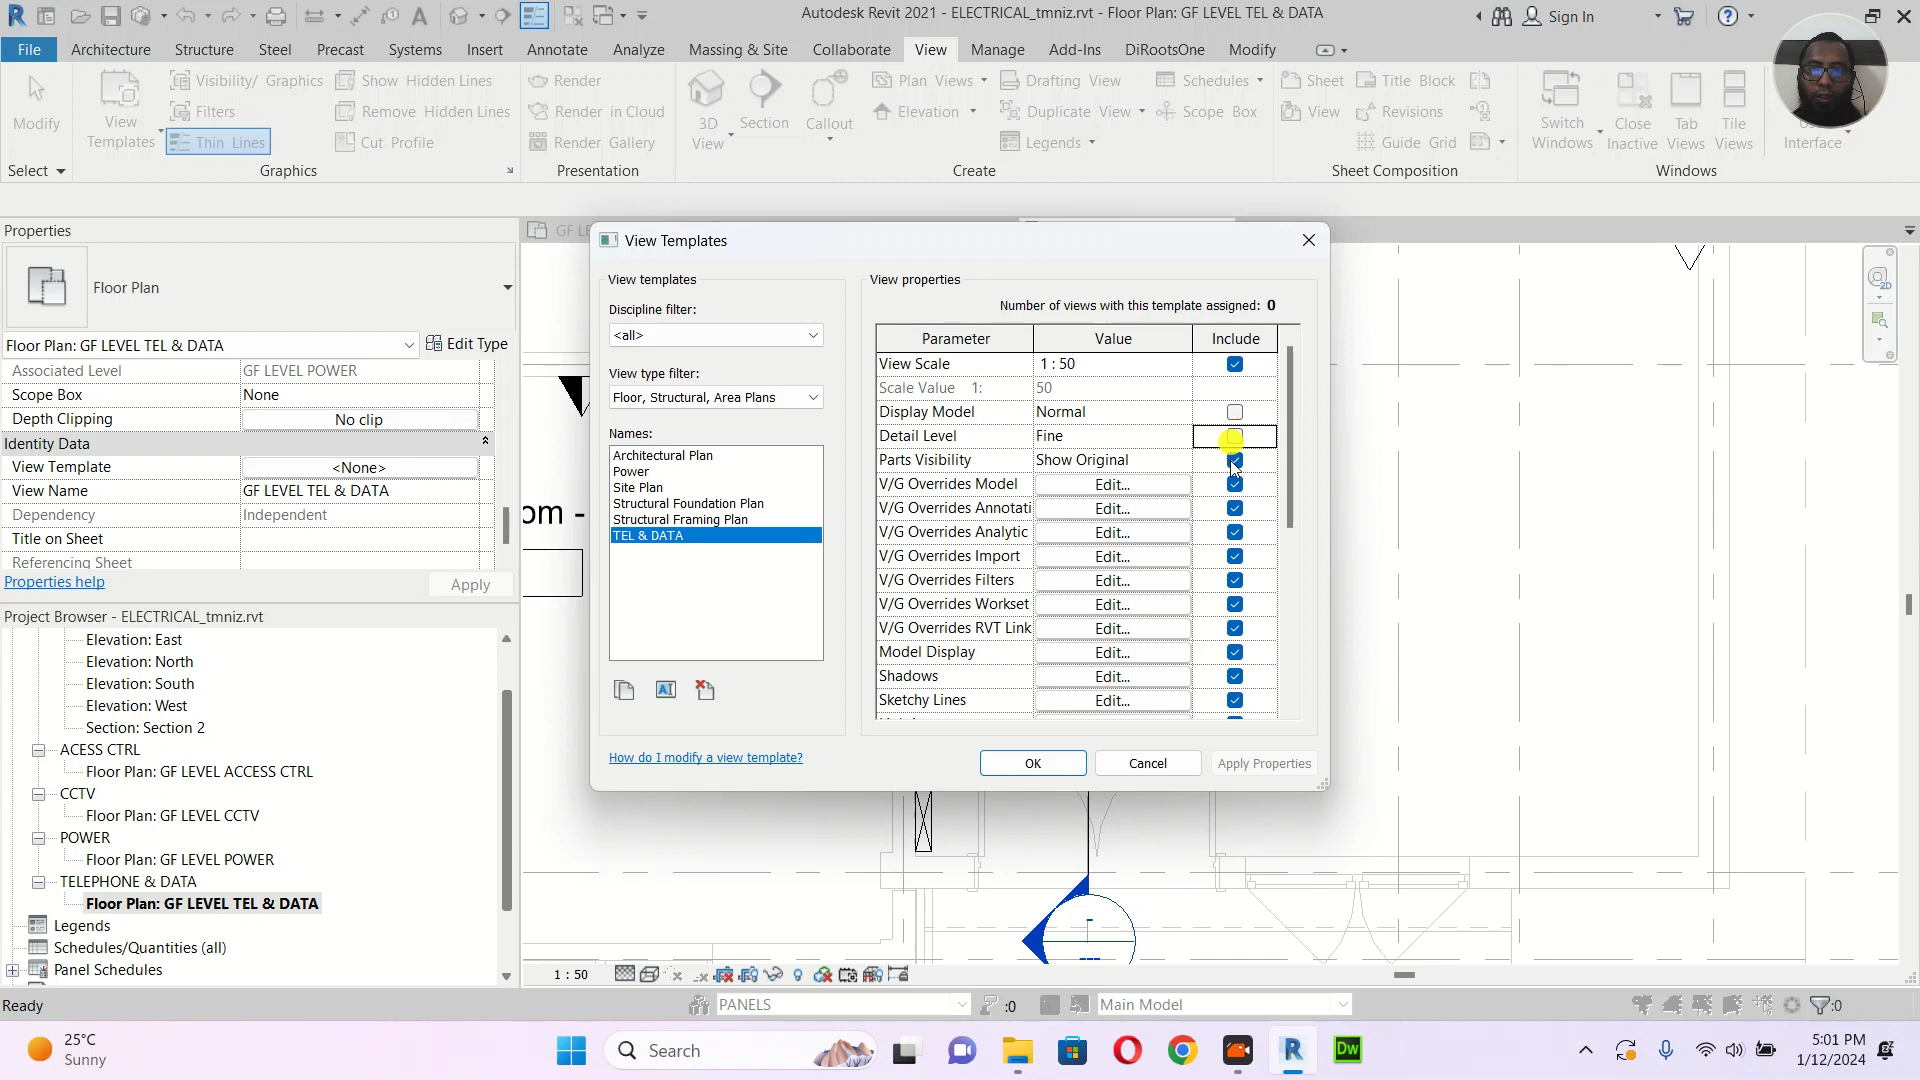 Autodesk Revit 2021 - ELECTRICAL_tmniz.rvt - Floor Plan: GF LEVEL TEL & DATA
Sign In
File Architecture Structure Steel Precast Systems Insert Annotate Analyze Massing & Site Collaborate View Manage Add-Ins DiRootsOne Modify
Modify
View Templates
Visibility/ Graphics
Filters
Thin Lines
Show Hidden Lines
Remove Hidden Lines
Cut Profile
Render
Render in Cloud
Render Gallery
3D View
Section
Callout
Plan Views
Elevation
Drafting View
Duplicate View
Legends
Schedules
Scope Box
Sheet
View
Title Block
Revisions
Guide Grid
Switch Windows
Close Inactive
Tab Views
Tile Views
Interface
Select
Graphics
Presentation
Create
Sheet Composition
Windows
Properties
Floor Plan
Floor Plan: GF LEVEL TEL & DATA
Edit Type
Associated Level GF LEVEL POWER
Scope Box None
Depth Clipping No clip
Identity Data
View Template <None>
View Name GF LEVEL TEL & DATA
Dependency Independent
Title on Sheet
Referencing Sheet
Properties help
Apply
Project Browser - ELECTRICAL_tmniz.rvt
Elevation: East
Elevation: North
Elevation: South
Elevation: West
Section: Section 2
ACESS CTRL
Floor Plan: GF LEVEL ACCESS CTRL
CCTV
Floor Plan: GF LEVEL CCTV
POWER
Floor Plan: GF LEVEL POWER
TELEPHONE & DATA
Floor Plan: GF LEVEL TEL & DATA
Legends
Schedules/Quantities (all)
Panel Schedules
GF LE
om -
View Templates
View templates
Discipline filter:
<all>
View type filter:
Floor, Structural, Area Plans
Names:
Architectural Plan
Power
Site Plan
Structural Foundation Plan
Structural Framing Plan
TEL & DATA
How do I modify a view template?
View properties
Number of views with this template assigned: 0
Parameter Value Include
View Scale 1 : 50
Scale Value 1: 50
Display Model Normal
Detail Level Fine
Parts Visibility Show Original
V/G Overrides Model Edit...
V/G Overrides Annotati Edit...
V/G Overrides Analytic Edit...
V/G Overrides Import Edit...
V/G Overrides Filters Edit...
V/G Overrides Workset Edit...
V/G Overrides RVT Link Edit...
Model Display Edit...
Shadows Edit...
Sketchy Lines Edit...
OK Cancel Apply Properties
1 : 50
Ready
PANELS
:0
Main Model
:0
25°C
Sunny
Search
Dw
5:01 PM
1/12/2024